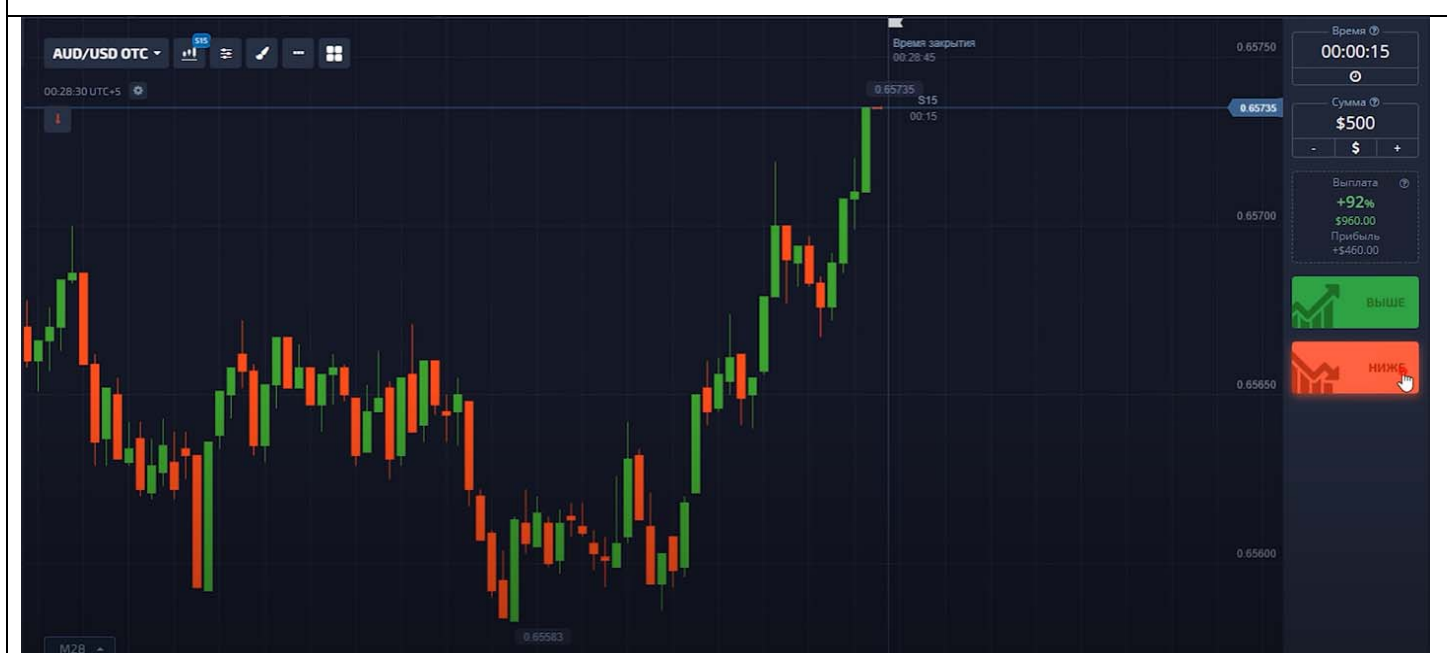 AUD/USD OTC
S15
00:28:30 UTC+5
Время закрытия
00:28:45
0.65735
S15
00:15
0.65750
0.65735
0.65700
0.65650
0.65600
0.65583
M28
Время
00:00:15
Сумма
$500
- $ +
Выплата
+92%
$960.00
Прибыль
+$460.00
ВЫШЕ
НИЖЕ